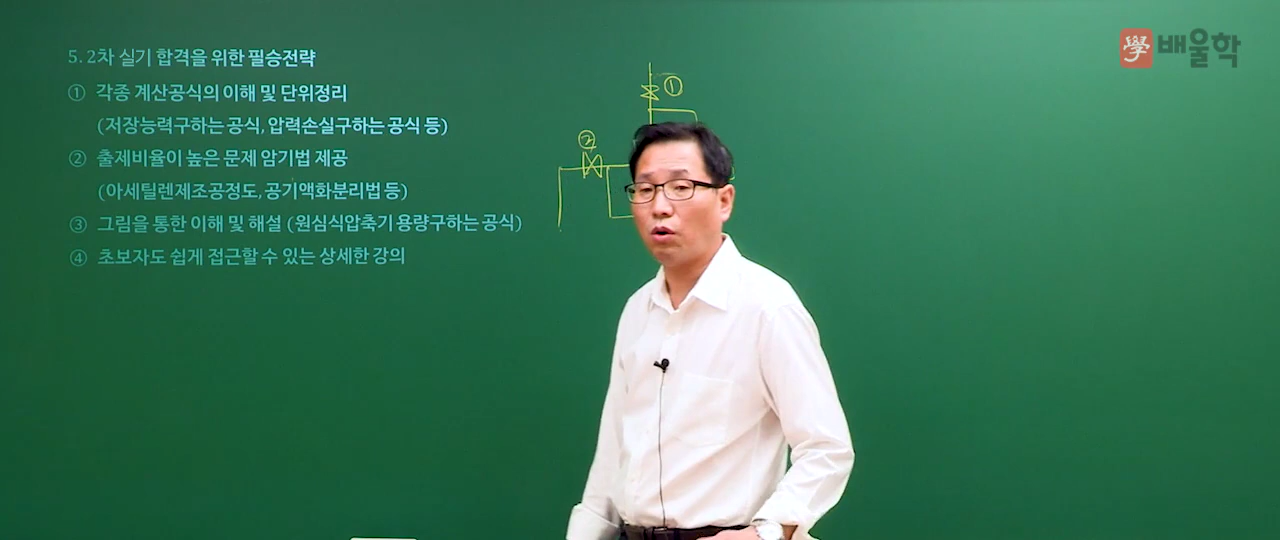 5. 2차 실기 합격을 위한 필승전략
① 각종 계산공식의 이해 및 단위정리
(저장능력구하는 공식, 압력손실구하는 공식 등)
② 출제비율이 높은 문제 암기법 제공
(아세틸렌제조공정도, 공기액화분리법 등)
③ 그림을 통한 이해 및 해설 (원심식압축기 용량구하는 공식)
④ 초보자도 쉽게 접근할 수 있는 상세한 강의
①
②
學 배울학